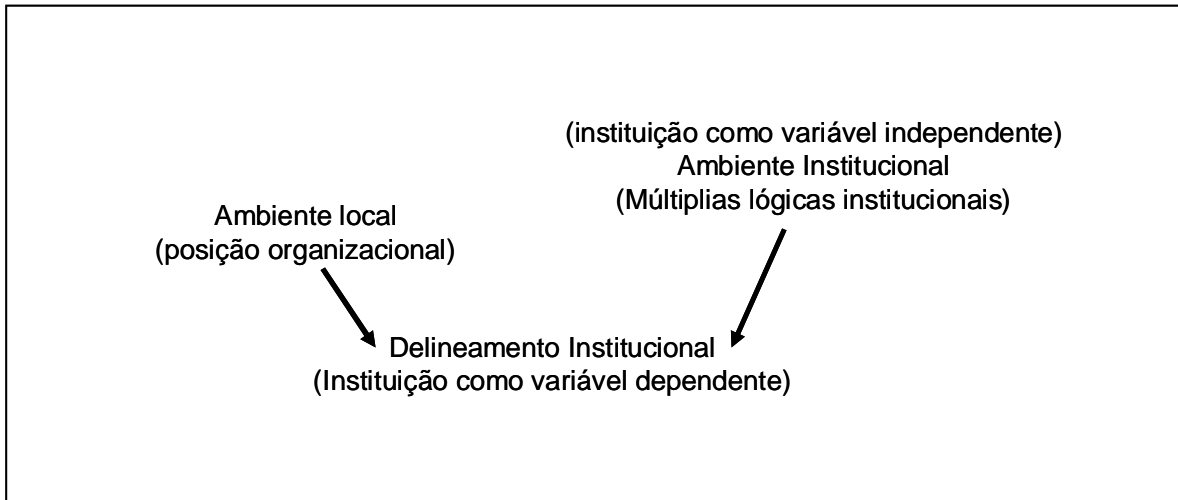 (instituição como variável independente)
Ambiente Institucional
(Múltiplias lógicas institucionais)
Ambiente local
(posição organizacional)
Delineamento Institucional
(Instituição como variável dependente)